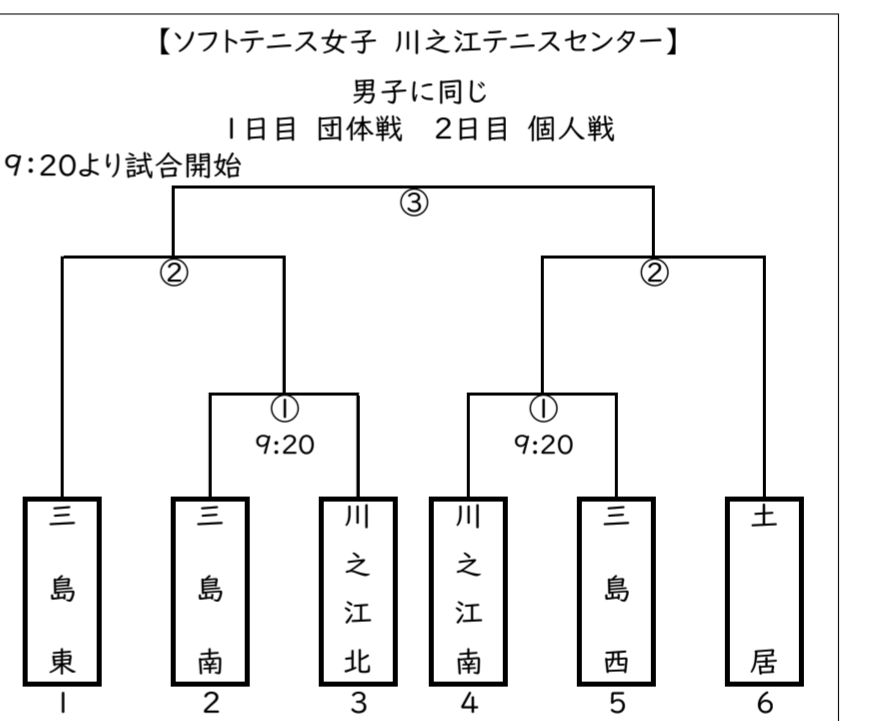 【ソフトテニス女子 川之江テニスセンター】
男子に同じ
1日目 団体戦 2日目 個人戦
9:20より試合開始
③
② ②
① ①
9:20 9:20
三島東 三島南 川之江北 川之江南 三島西 土居
1 2 3 4 5 6